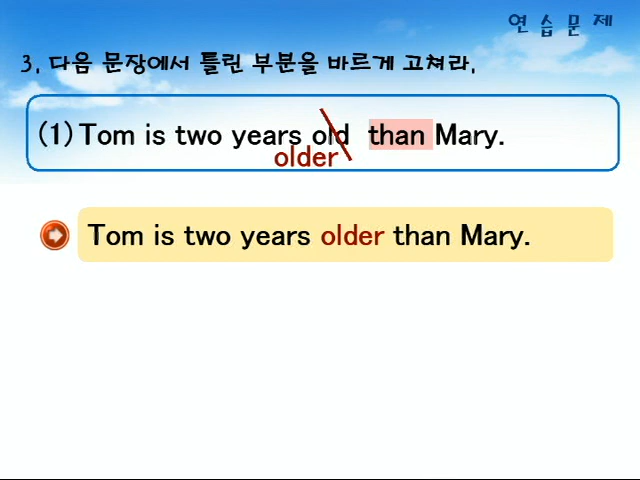 연습문제
3. 다음 문장에서 틀린 부분을 바르게 고쳐라.
(1) Tom is two years old than Mary.
older
Tom is two years older than Mary.